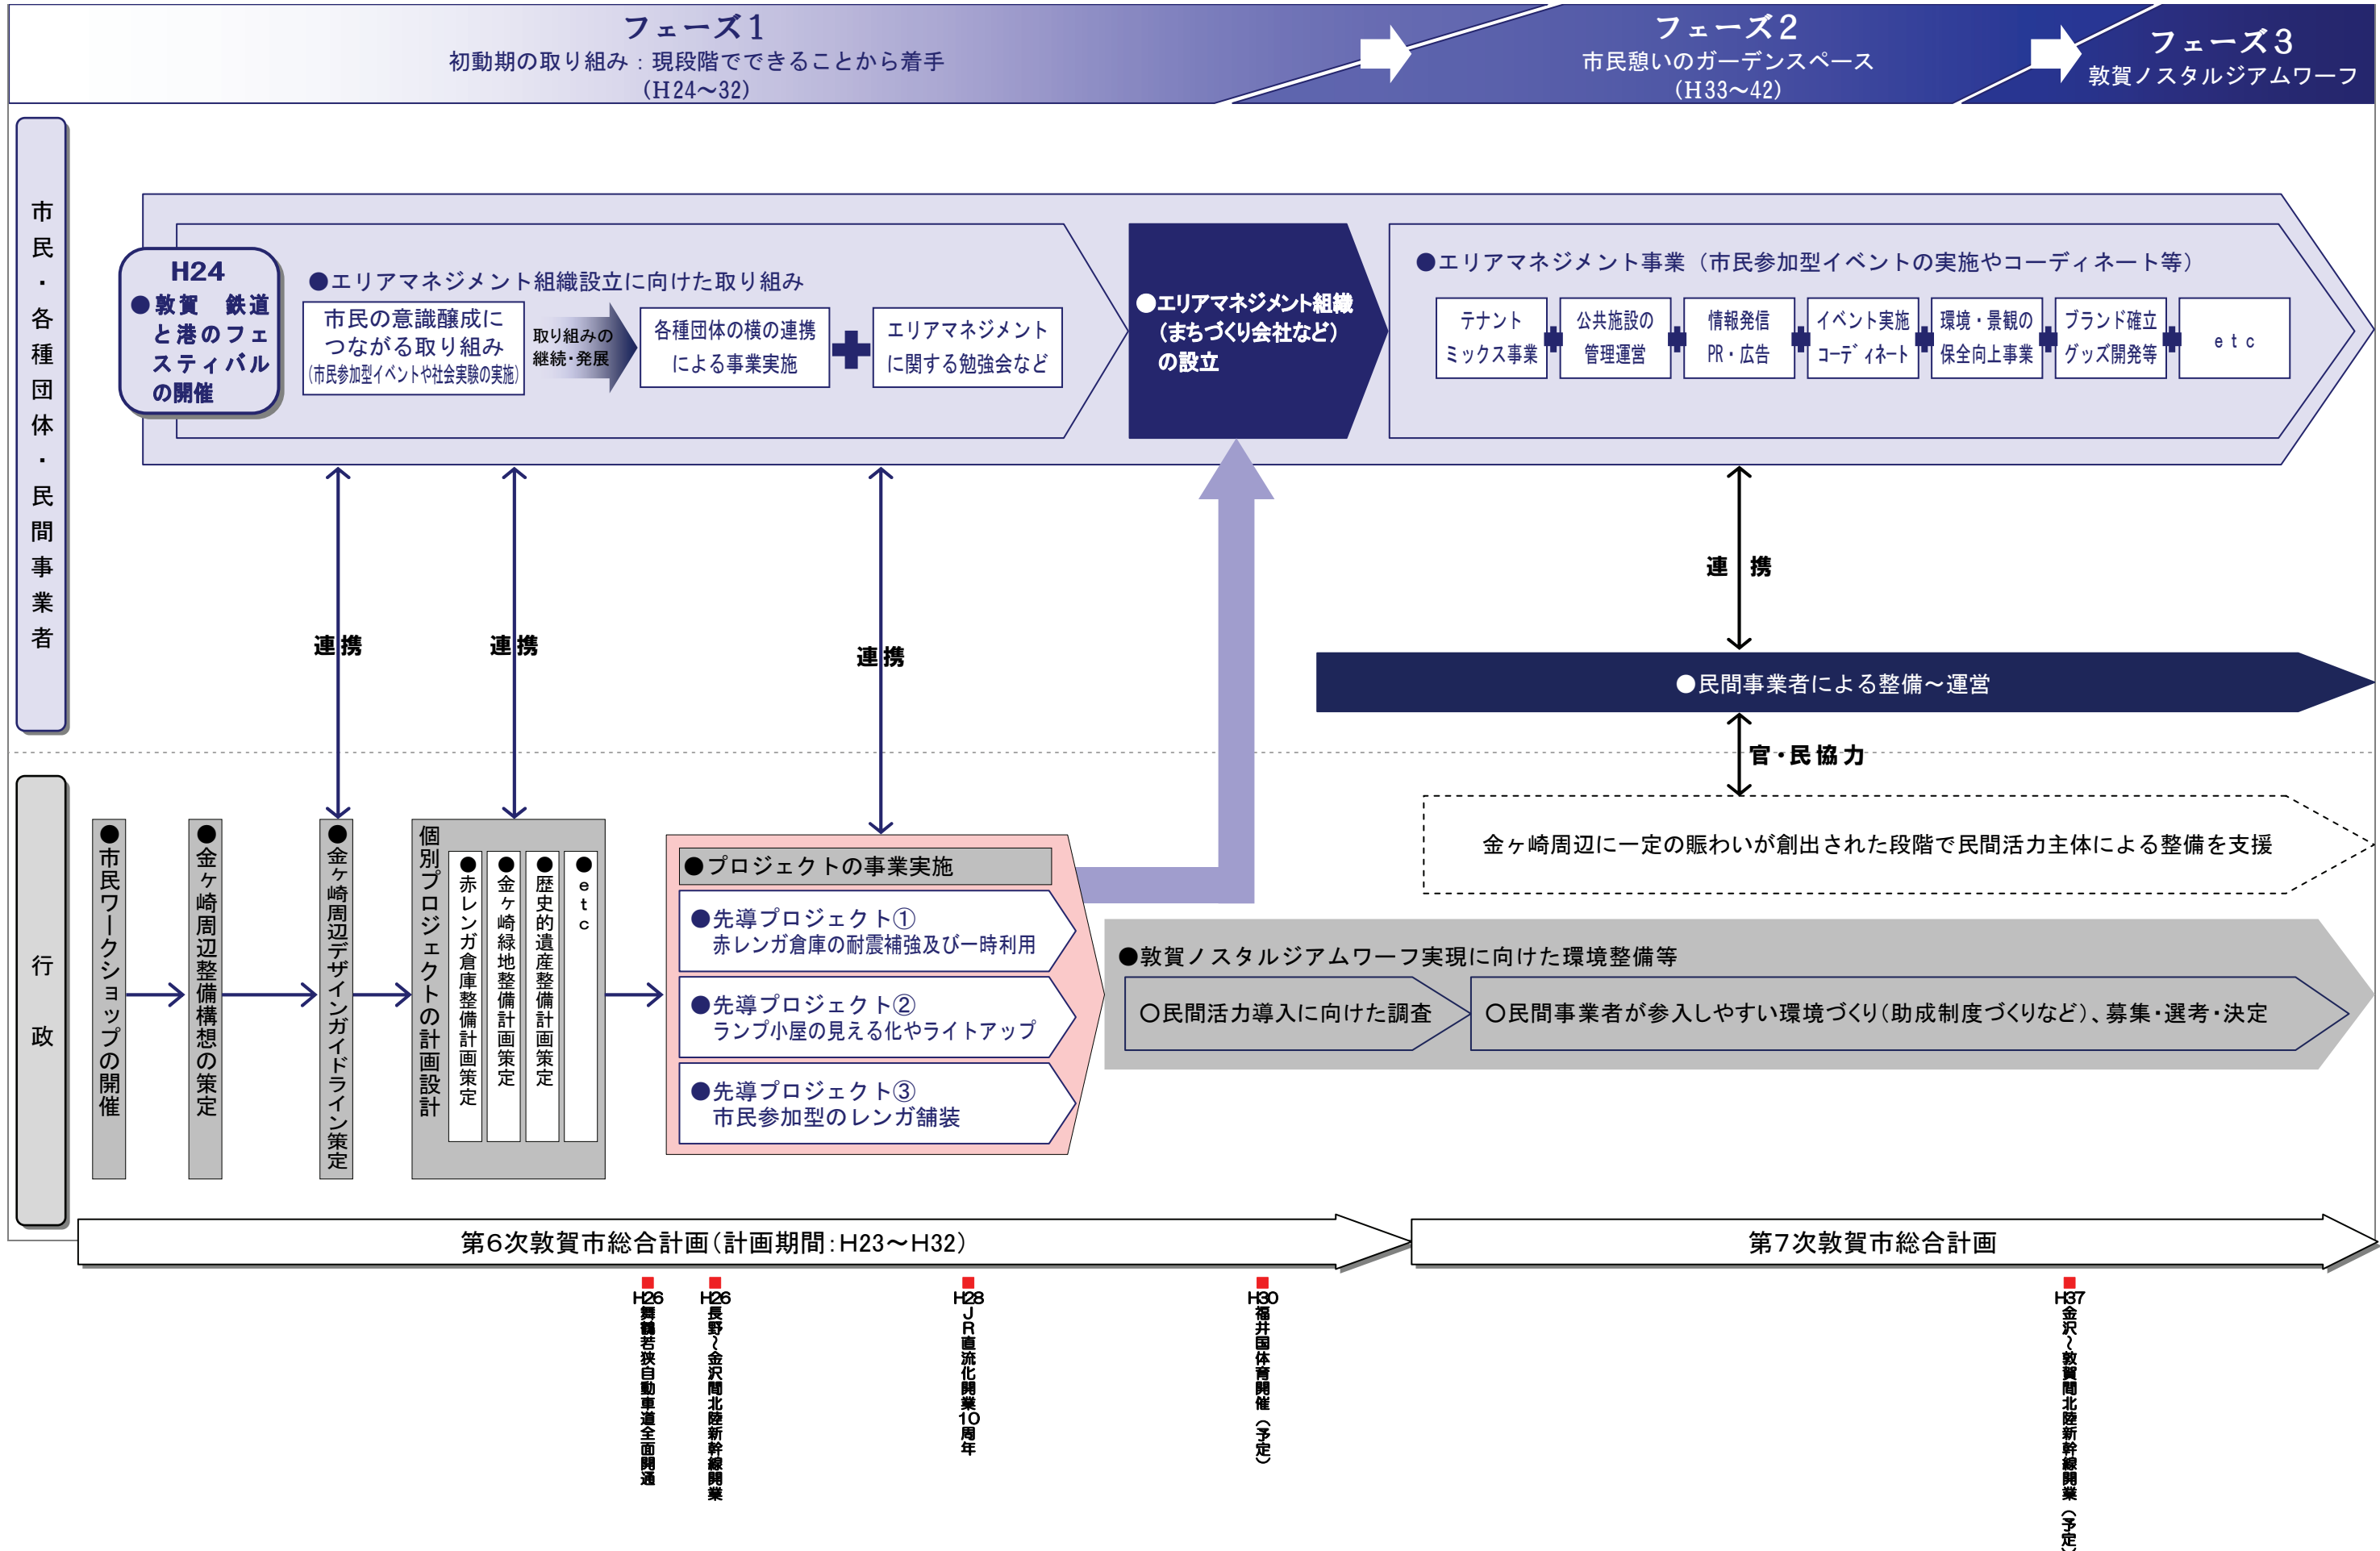 フェーズ1
初動期の取り組み：現段階でできることから着手
(H24～32)
フェーズ2
市民憩いのガーデンスペース
(H33～42)
フェーズ3
敦賀ノスタルジアムワーフ
市民・各種団体・民間事業者
H24
●敦賀　鉄道
と港のフェ
スティバル
の開催
●エリアマネジメント組織設立に向けた取り組み
市民の意識醸成に
つながる取り組み
(市民参加型イベントや社会実験の実施)
取り組みの
継続・発展
各種団体の横の連携
による事業実施
エリアマネジメント
に関する勉強会など
●エリアマネジメント組織
（まちづくり会社など）
の設立
●エリアマネジメント事業（市民参加型イベントの実施やコーディネート等）
テナント
ミックス事業
公共施設の
管理運営
情報発信
PR・広告
イベント実施
コーディネート
環境・景観の
保全向上事業
ブランド確立
グッズ開発等
etc
連携
連携
連携
連携
●民間事業者による整備～運営
官・民協力
金ヶ崎周辺に一定の賑わいが創出された段階で民間活力主体による整備を支援
行政
●市民ワークショップの開催
●金ヶ崎周辺整備構想の策定
●金ヶ崎周辺デザインガイドライン策定
個別プロジェクトの計画設計
●赤レンガ倉庫整備計画策定
●金ヶ崎緑地整備計画策定
●歴史的遺産整備計画策定
●etc
●プロジェクトの事業実施
●先導プロジェクト①
赤レンガ倉庫の耐震補強及び一時利用
●先導プロジェクト②
ランプ小屋の見える化やライトアップ
●先導プロジェクト③
市民参加型のレンガ舗装
●敦賀ノスタルジアムワーフ実現に向けた環境整備等
○民間活力導入に向けた調査
○民間事業者が参入しやすい環境づくり（助成制度づくりなど）、募集・選考・決定
第6次敦賀市総合計画（計画期間：H23～H32）
第7次敦賀市総合計画
H26舞鶴若狭自動車道全面開通
H26長野～金沢間北陸新幹線開業
H28JR直流化開業10周年
H30福井国体育開催（予定）
H37金沢～敦賀間北陸新幹線開業（予定）